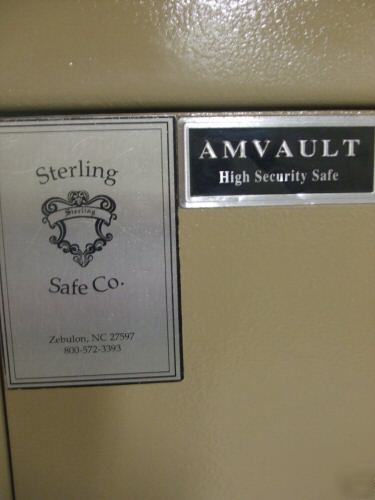 Sterling
Sterling
Safe Co.
Zebulon, NC 27597
800-572-3393
AMVAULT
High Security Safe